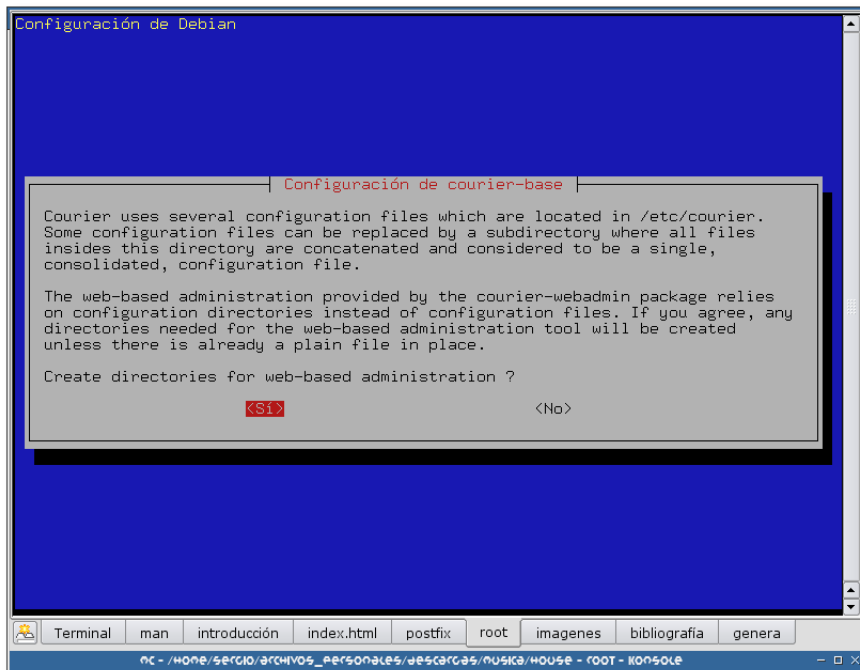 Configuración de Debian
Configuración de courier-base
Courier uses several configuration files which are located in /etc/courier.
Some configuration files can be replaced by a subdirectory where all files
insides this directory are concatenated and considered to be a single,
consolidated, configuration file.
The web-based administration provided by the courier-webadmin package relies
on configuration directories instead of configuration files. If you agree, any
directories needed for the web-based administration tool will be created
unless there is already a plain file in place.
Create directories for web-based administration ?
<Sí> <No>
Terminal man introducción index.html postfix root imagenes bibliografía genera
mc - /home/sergio/archivos_personales/descargas/musica/house - root - Konsole